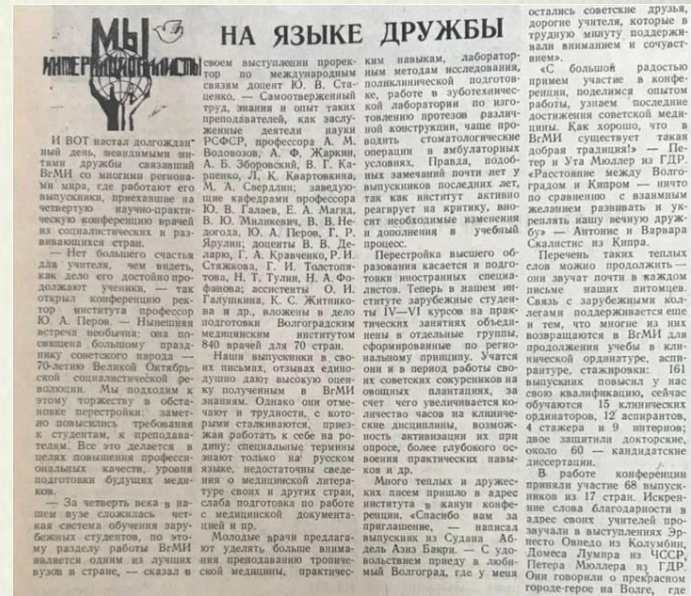 МЫ
ИНТЕРНАЦИОНАЛИСТЫ
НА ЯЗЫКЕ ДРУЖБЫ
И ВОТ настал долгождан-
ный день, невидимыми ни-
тями дружбы связавший
ВгМИ со многими региона-
ми мира, где работают его
выпускники, приехавшие на
четвертую научно-практи-
ческую конференцию врачей
из социалистических и раз-
вивающихся стран.
— Нет большего счастья
для учителя, чем видеть,
как дело его достойно про-
должают ученики, — так
открыл конференцию рек-
тор института профессор
Ю. А. Перов. — Нынешняя
встреча необычна: она по-
священа большому празд-
нику советского народа —
70-летию Великой Октябрь-
ской социалистической ре-
волюции. Мы подходим к
этому торжеству в обста-
новке перестройки: замет-
но повысились требования
к студентам, к преподава-
телям. Все это делается в
целях повышения професси-
ональных качеств, уровня
подготовки будущих меди-
ков.
— За четверть века в на-
шем вузе сложилась чет-
кая система обучения зару-
бежных студентов, по это-
му разделу работы ВгМИ
является одним из лучших
вузов в стране, — сказал в
своем выступлении прорек-
тор по международным
связям доцент Ю. В. Ста-
ценко. — Самоотверженный
труд, знания и опыт таких
преподавателей, как заслу-
женные деятели науки
РСФСР, профессора А. М.
Водовозов, А. Ф. Жаркин,
А. Б. Зборовский, В. Г. Ка-
рпенко, Л. К. Квартовкина,
М. А. Свердлин; заведую-
щие кафедрами профессора
Ю. В. Галаев, Е. А. Магид,
В. Ю. Миликевич, В. В. Не-
догода, Ю. А. Перов, Г. Р.
Ярулин; доценты В. В. Де-
ларю, Г. А. Кравченко, Р. И.
Стяжкова, Г. И. Толстопя-
това, Н. Т. Тулин, Н. А. Фо-
фанова; ассистенты О. И.
Галушкина, К. С. Житнико-
ва и др., вложены в дело
подготовки Волгоградским
медицинским институтом
840 врачей для 70 стран.
Наши выпускники в сво-
их письмах, отзывах едино-
душно дают высокую оцен-
ку полученным в ВгМИ
знаниям. Однако они отме-
чают и трудности, с кото-
рыми сталкиваются, приез-
жая работать к себе на ро-
дину: специальные термины
знают только на русском
языке, недостаточны сведе-
ния о медицинской литера-
туре своих и других стран,
слаба подготовка по работе
с медицинской документа-
цией и пр.
Молодые врачи предлага-
ют уделять больше внима-
ния преподаванию тропиче-
ской медицины, практичес-
ким навыкам, лаборатор-
ным методам исследования,
поликлинической подготов-
ке, работе в зуботехничес-
кой лаборатории по изго-
товлению протезов различ-
ной конструкции, чаще про-
водить стоматологические
операции в амбулаторных
условиях. Правда, подоб-
ных замечаний почти нет у
выпускников последних лет,
так как институт активно
реагирует на критику, вно-
сит необходимые изменения
и дополнения в учебный
процесс.
Перестройка высшего об-
разования касается и подго-
товки иностранных специа-
листов. Теперь в нашем ин-
ституте зарубежные студен-
ты IV—VI курсов на прак-
тических занятиях объеди-
нены в отдельные группы,
сформированные по регио-
нальному принципу. Учатся
они и в период работы сво-
их советских сокурсников на
овощных плантациях, за
счет чего увеличивается ко-
личество часов на клиниче-
ские дисциплины, возмож-
ность активизации их при
опросе, более глубокого ос-
воения практических навы-
ков и др.
Много теплых и дружес-
ких писем пришло в адрес
института в канун конфе-
ренции. «Спасибо вам за
приглашение, — написал
выпускник из Судана Аб-
дель Азиз Бакри. — С удо-
вольствием приеду в люби-
мый Волгоград, где у меня
остались советские друзья,
дорогие учителя, которые в
трудную минуту поддержи-
вали вниманием и сочувст-
вием».
«С большой радостью
примем участие в конфе-
ренции, поделимся опытом
работы, узнаем последние
достижения советской меди-
цины. Как хорошо, что в
ВгМИ существует такая
добрая традиция!» — Пе-
тер и Ута Мюллер из ГДР.
«Расстояние между Волго-
градом и Кипром — ничто
по сравнению с взаимным
желанием развивать и ук-
реплять нашу вечную друж-
бу» — Антонис и Варвара
Скалистис из Кипра.
Перечень таких теплых
слов можно продолжить —
они звучат почти в каждом
письме наших питомцев.
Связь с зарубежными кол-
легами поддерживается еще
и тем, что многие из них
возвращаются в ВгМИ для
продолжения учебы в кли-
нической ординатуре, аспи-
рантуре, стажировки: 161
выпускник повысил у нас
свою квалификацию, сейчас
обучаются 15 клинических
ординаторов, 12 аспирантов,
4 стажера и 9 интернов;
двое защитили докторские,
около 60 — кандидатские
диссертации.
В работе конференции
приняли участие 68 выпуск-
ников из 17 стран. Искрен-
ние слова благодарности в
адрес своих учителей про-
звучали в выступлениях Эр-
несто Овиедо из Колумбии,
Домеса Лумира из ЧССР,
Петера Мюллера из ГДР.
Они говорили о прекрасном
городе-герое на Волге, где